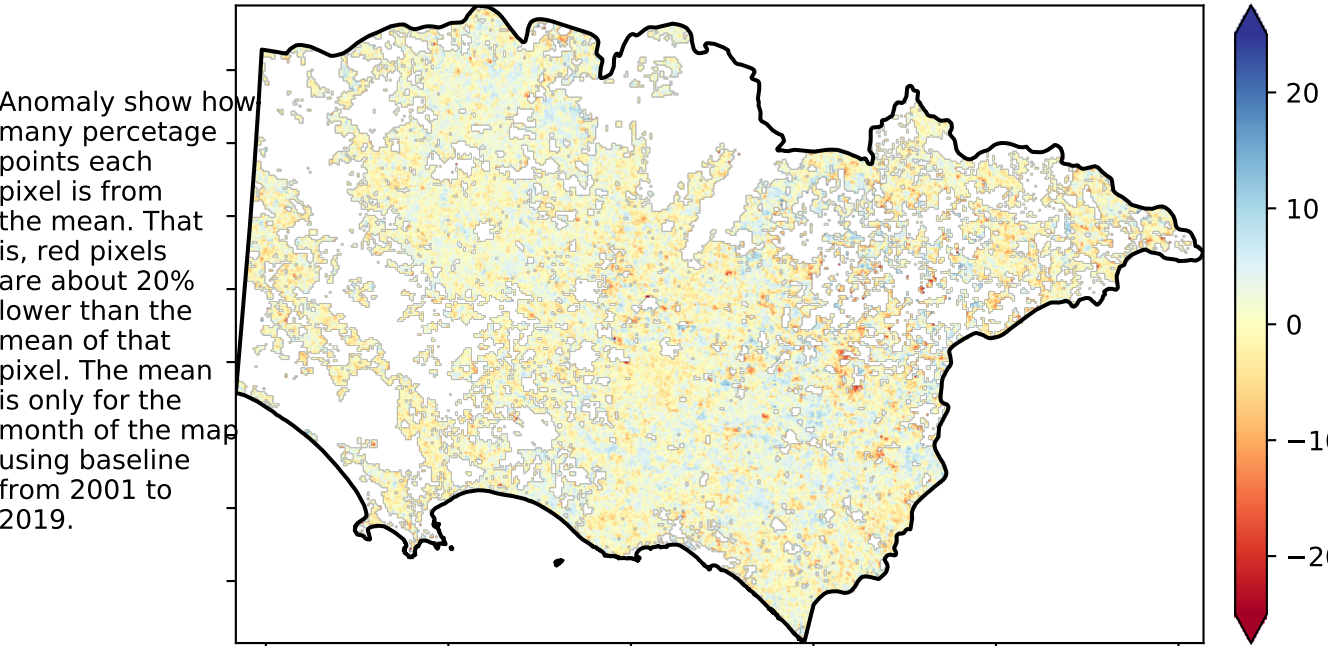 Anomaly show how
many percetage
points each
pixel is from
the mean. That
is, red pixels
are about 20%
lower than the
mean of that
pixel. The mean
is only for the
month of the map
using baseline
from 2001 to
2019.
20
10
0
−10
−20